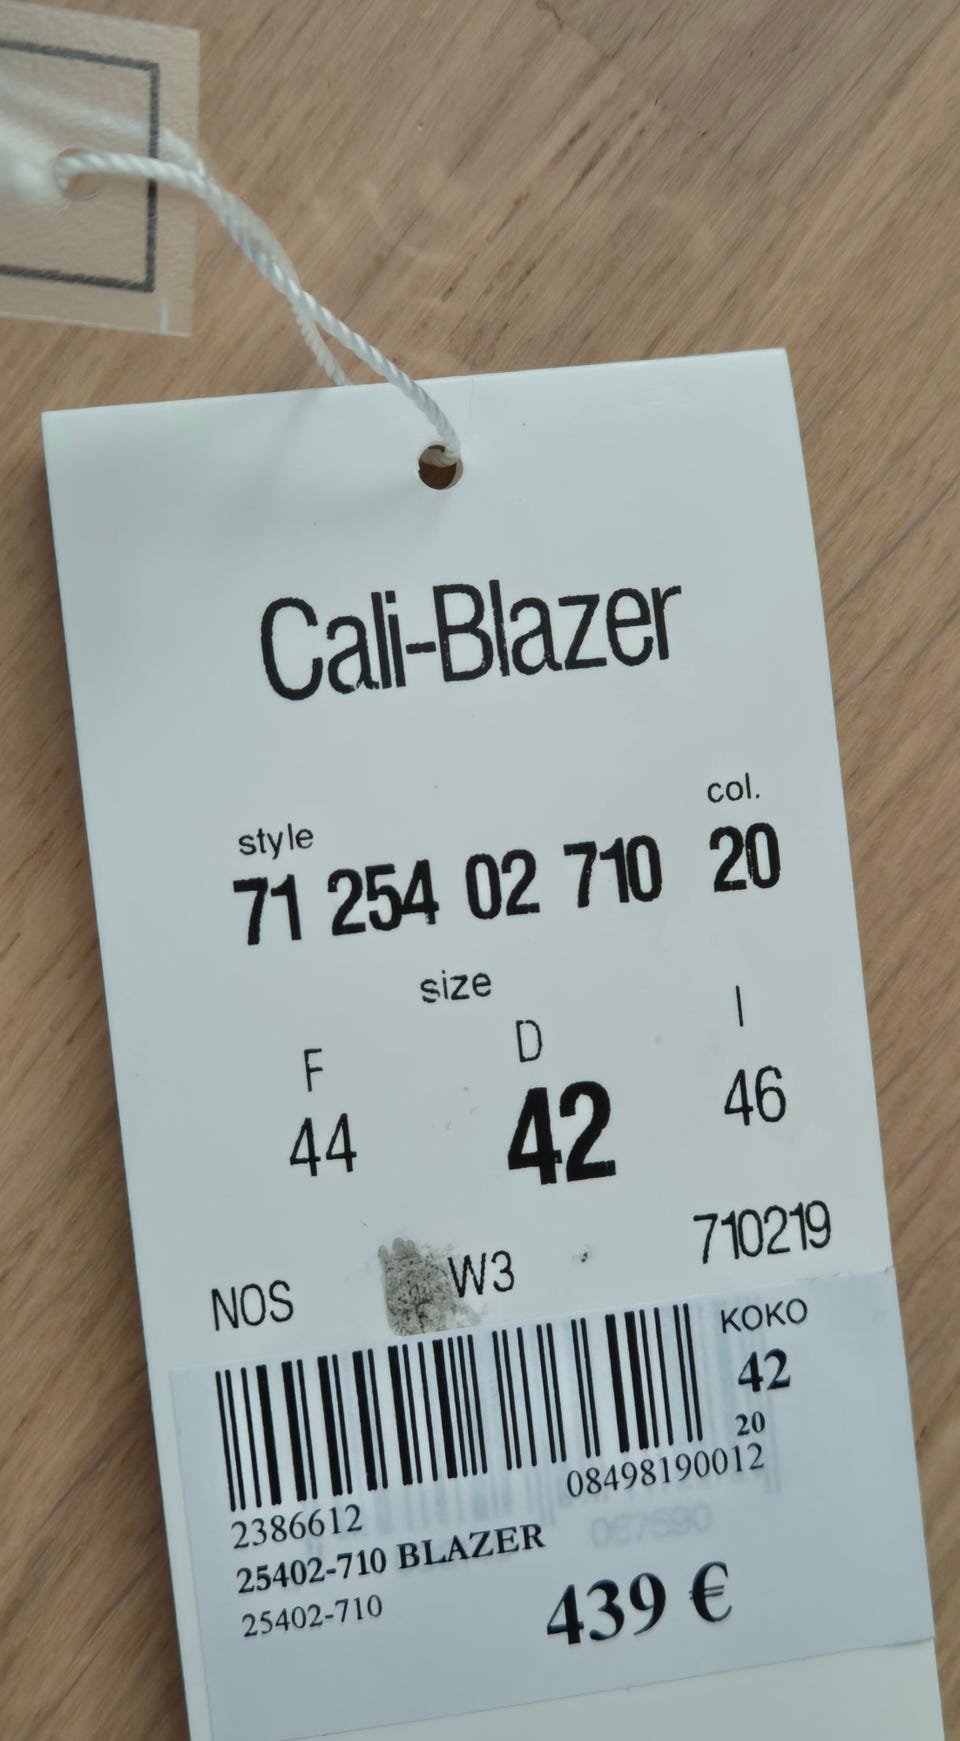 Cali-Blazer
style col.
71 254 02 710 20
size
F D I
44 42 46
NOS W3 710219
KOKO
42
20
08498190012
2386612
25402-710 BLAZER
25402-710
439 €